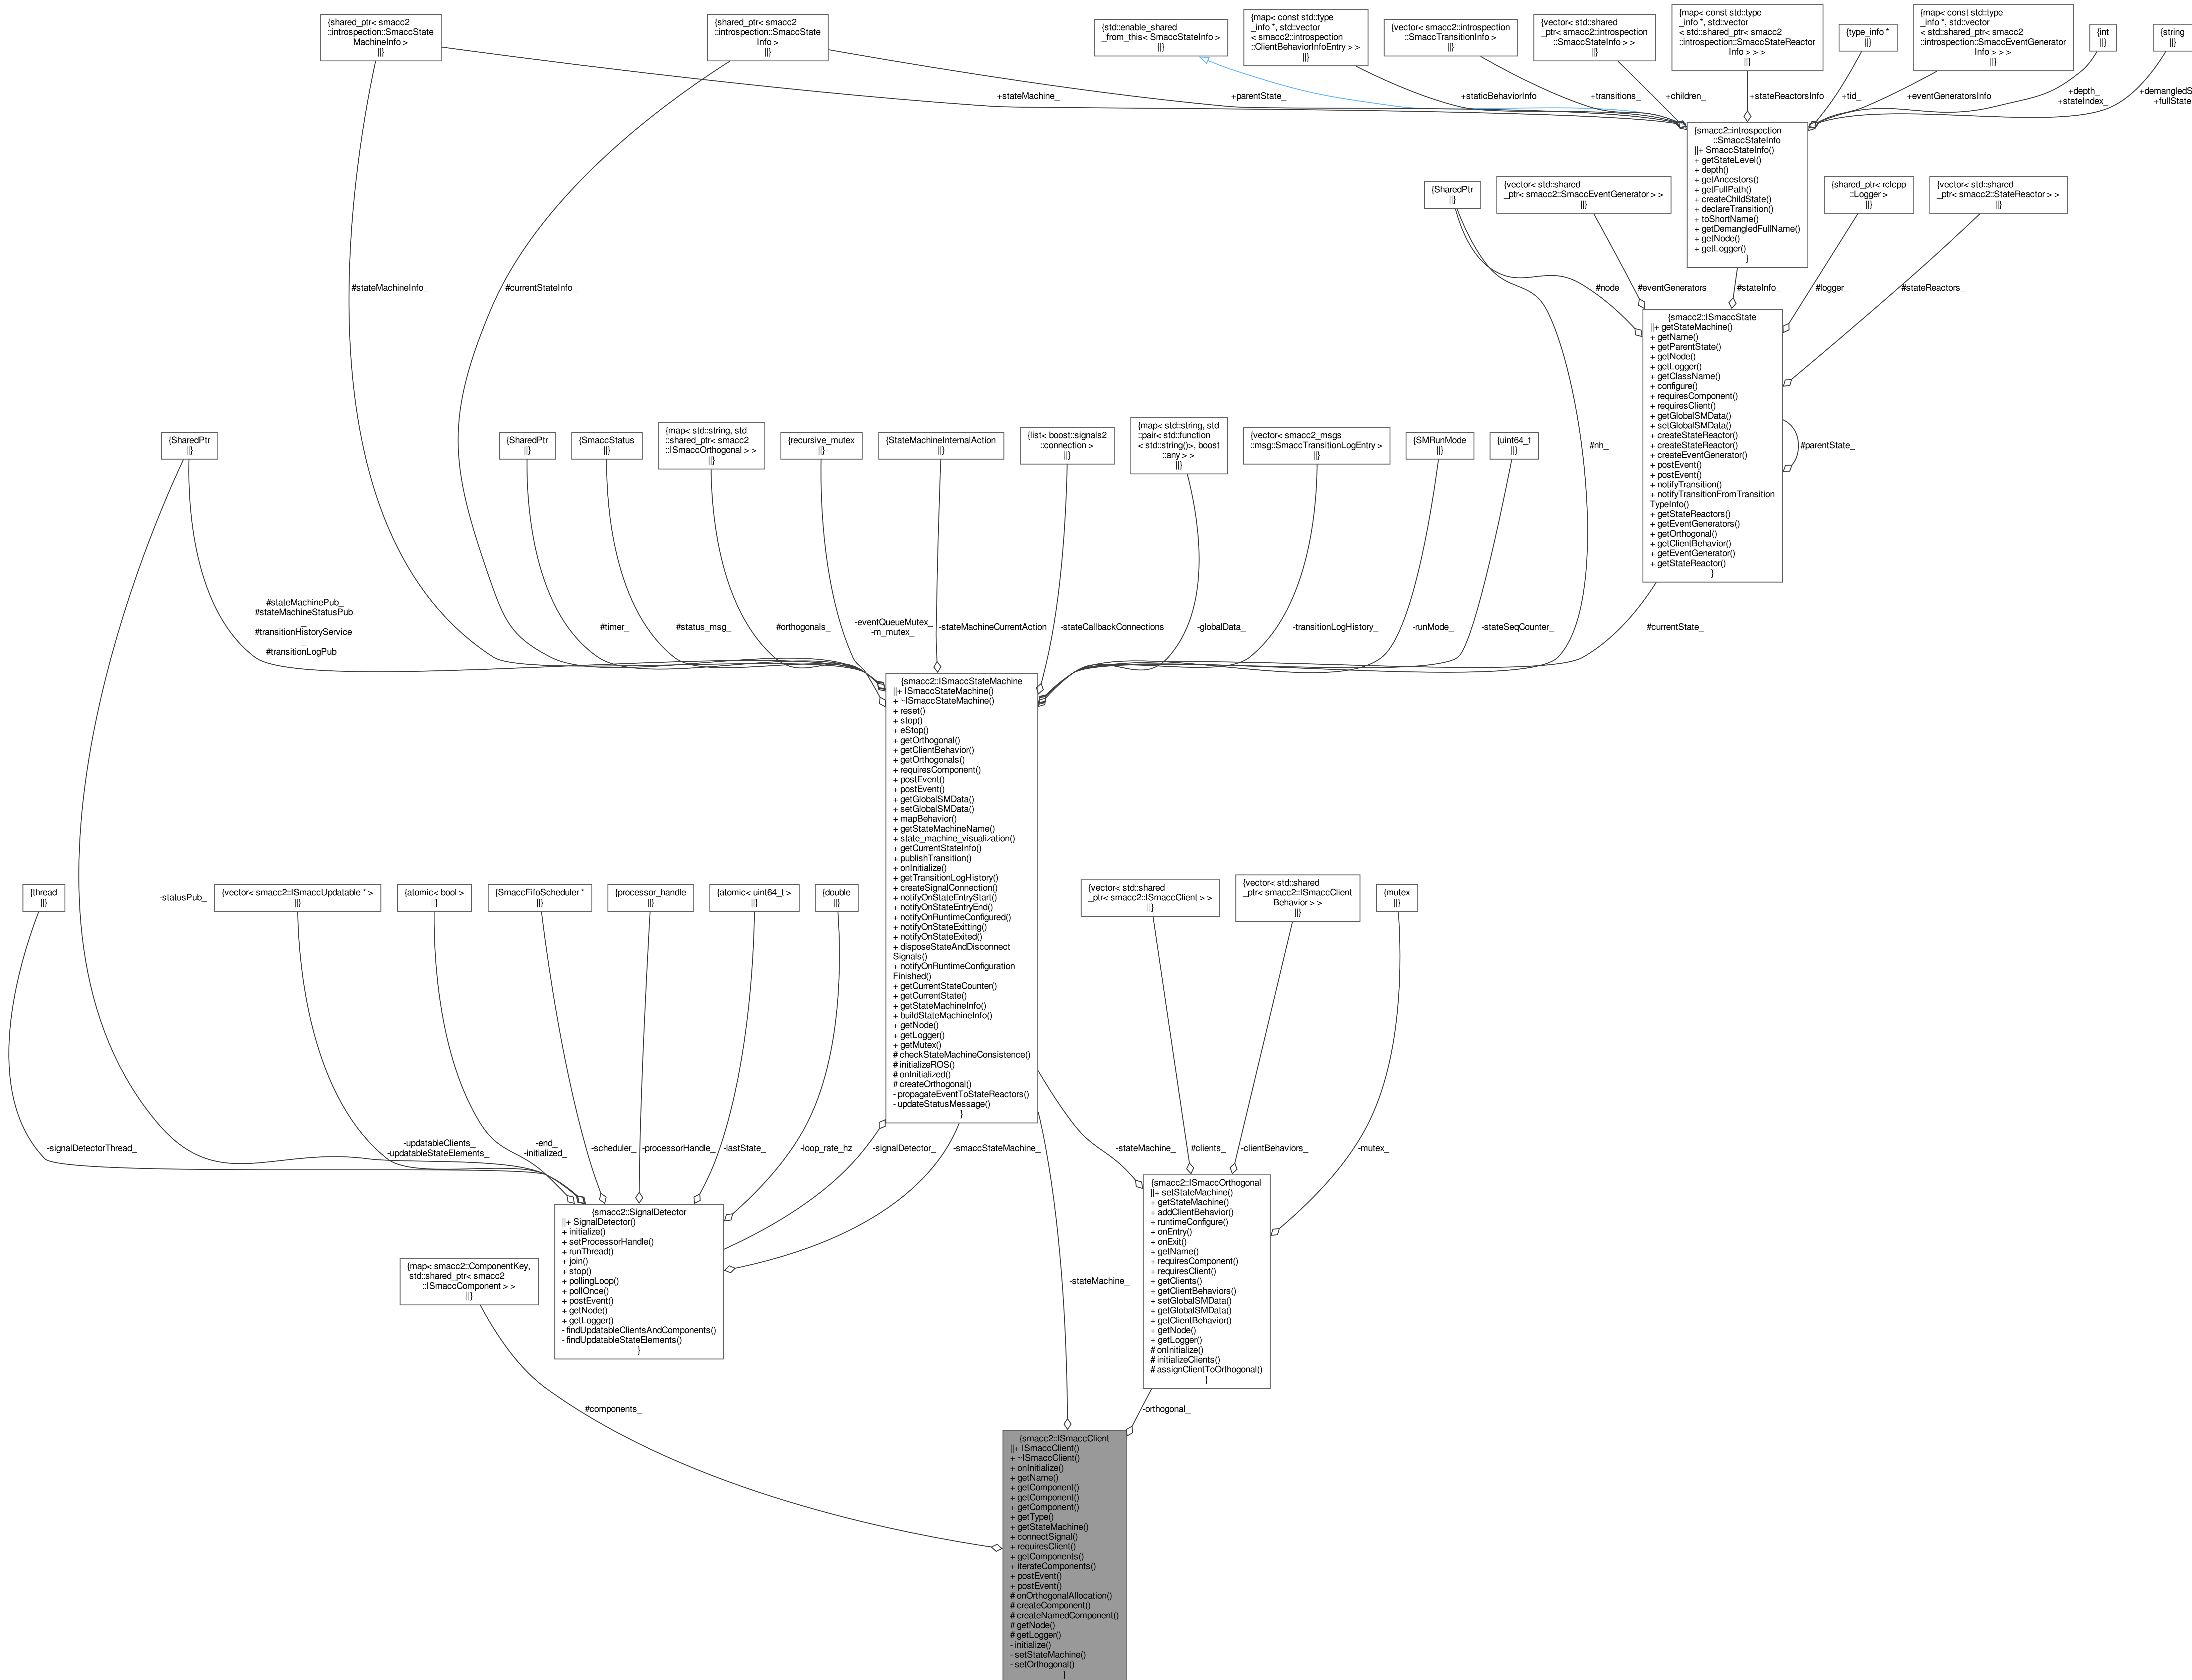 {shared_ptr< smacc2
::introspection::SmaccState
MachineInfo >
||}
{shared_ptr< smacc2
::introspection::SmaccState
Info >
||}
{std::enable_shared
_from_this< SmaccStateInfo >
||}
{map< const std::type
_info *, std::vector
< smacc2::introspection
::ClientBehaviorInfoEntry > >
||}
{vector< smacc2::introspection
::SmaccTransitionInfo >
||}
{vector< std::shared
_ptr< smacc2::introspection
::SmaccStateInfo > >
||}
{map< const std::type
_info *, std::vector
< std::shared_ptr< smacc2
::introspection::SmaccStateReactor
Info > > >
||}
{type_info *
||}
{map< const std::type
_info *, std::vector
< std::shared_ptr< smacc2
::introspection::SmaccEventGenerator
Info > > >
||}
{int
||}
{string
||}
+stateMachine_
+parentState_
+staticBehaviorInfo
+transitions_
+children_
+stateReactorsInfo
+tid_
+eventGeneratorsInfo
+depth_
+stateIndex_
+demangledS
+fullState
{smacc2::introspection
::SmaccStateInfo
||+ SmaccStateInfo()
+ getStateLevel()
+ depth()
+ getAncestors()
+ getFullPath()
+ createChildState()
+ declareTransition()
+ toShortName()
+ getDemangledFullName()
+ getNode()
+ getLogger()
}
{SharedPtr
||}
{vector< std::shared
_ptr< smacc2::SmaccEventGenerator > >
||}
{shared_ptr< rclcpp
::Logger >
||}
{vector< std::shared
_ptr< smacc2::StateReactor > >
||}
#stateMachineInfo_
#currentStateInfo_
#node_
#eventGenerators_
#stateInfo_
#logger_
#stateReactors_
{smacc2::ISmaccState
||+ getStateMachine()
+ getName()
+ getParentState()
+ getNode()
+ getLogger()
+ getClassName()
+ configure()
+ requiresComponent()
+ requiresClient()
+ getGlobalSMData()
+ setGlobalSMData()
+ createStateReactor()
+ createStateReactor()
+ createEventGenerator()
+ postEvent()
+ postEvent()
+ notifyTransition()
+ notifyTransitionFromTransition
TypeInfo()
+ getStateReactors()
+ getEventGenerators()
+ getOrthogonal()
+ getClientBehavior()
+ getEventGenerator()
+ getStateReactor()
}
#parentState_
#nh_
{SharedPtr
||}
{SharedPtr
||}
{SmaccStatus
||}
{map< std::string, std
::shared_ptr< smacc2
::ISmaccOrthogonal > >
||}
{recursive_mutex
||}
{StateMachineInternalAction
||}
{list< boost::signals2
::connection >
||}
{map< std::string, std
::pair< std::function
< std::string()>, boost
::any > >
||}
{vector< smacc2_msgs
::msg::SmaccTransitionLogEntry >
||}
{SMRunMode
||}
{uint64_t
||}
#stateMachinePub_
#stateMachineStatusPub
_
#transitionHistoryService
_
#transitionLogPub_
#timer_
#status_msg_
#orthogonals_
-eventQueueMutex_
-m_mutex_
-stateMachineCurrentAction
-stateCallbackConnections
-globalData_
-transitionLogHistory_
-runMode_
-stateSeqCounter_
#currentState_
{smacc2::ISmaccStateMachine
||+ ISmaccStateMachine()
+ ~ISmaccStateMachine()
+ reset()
+ stop()
+ eStop()
+ getOrthogonal()
+ getClientBehavior()
+ getOrthogonals()
+ requiresComponent()
+ postEvent()
+ postEvent()
+ getGlobalSMData()
+ setGlobalSMData()
+ mapBehavior()
+ getStateMachineName()
+ state_machine_visualization()
+ getCurrentStateInfo()
+ publishTransition()
+ onInitialize()
+ getTransitionLogHistory()
+ createSignalConnection()
+ notifyOnStateEntryStart()
+ notifyOnStateEntryEnd()
+ notifyOnRuntimeConfigured()
+ notifyOnStateExitting()
+ notifyOnStateExited()
+ disposeStateAndDisconnect
Signals()
+ notifyOnRuntimeConfiguration
Finished()
+ getCurrentStateCounter()
+ getCurrentState()
+ getStateMachineInfo()
+ buildStateMachineInfo()
+ getNode()
+ getLogger()
+ getMutex()
# checkStateMachineConsistence()
# initializeROS()
# onInitialized()
# createOrthogonal()
- propagateEventToStateReactors()
- updateStatusMessage()
}
{thread
||}
-statusPub_
{vector< smacc2::ISmaccUpdatable * >
||}
{atomic< bool >
||}
{SmaccFifoScheduler *
||}
{processor_handle
||}
{atomic< uint64_t >
||}
{double
||}
{vector< std::shared
_ptr< smacc2::ISmaccClient > >
||}
{vector< std::shared
_ptr< smacc2::ISmaccClient
Behavior > >
||}
{mutex
||}
-signalDetectorThread_
-updatableClients_
-updatableStateElements_
-end_
-initialized_
-scheduler_
-processorHandle_
-lastState_
-loop_rate_hz
-signalDetector_
-smaccStateMachine_
-stateMachine_
#clients_
-clientBehaviors_
-mutex_
{smacc2::SignalDetector
||+ SignalDetector()
+ initialize()
+ setProcessorHandle()
+ runThread()
+ join()
+ stop()
+ pollingLoop()
+ pollOnce()
+ postEvent()
+ getNode()
+ getLogger()
- findUpdatableClientsAndComponents()
- findUpdatableStateElements()
}
{smacc2::ISmaccOrthogonal
||+ setStateMachine()
+ getStateMachine()
+ addClientBehavior()
+ runtimeConfigure()
+ onEntry()
+ onExit()
+ getName()
+ requiresComponent()
+ requiresClient()
+ getClients()
+ getClientBehaviors()
+ setGlobalSMData()
+ getGlobalSMData()
+ getClientBehavior()
+ getNode()
+ getLogger()
# onInitialize()
# initializeClients()
# assignClientToOrthogonal()
}
{map< smacc2::ComponentKey,
std::shared_ptr< smacc2
::ISmaccComponent > >
||}
-stateMachine_
#components_
-orthogonal_
{smacc2::ISmaccClient
||+ ISmaccClient()
+ ~ISmaccClient()
+ onInitialize()
+ getName()
+ getComponent()
+ getComponent()
+ getComponent()
+ getType()
+ getStateMachine()
+ connectSignal()
+ requiresClient()
+ getComponents()
+ iterateComponents()
+ postEvent()
+ postEvent()
# onOrthogonalAllocation()
# createComponent()
# createNamedComponent()
# getNode()
# getLogger()
- initialize()
- setStateMachine()
- setOrthogonal()
}